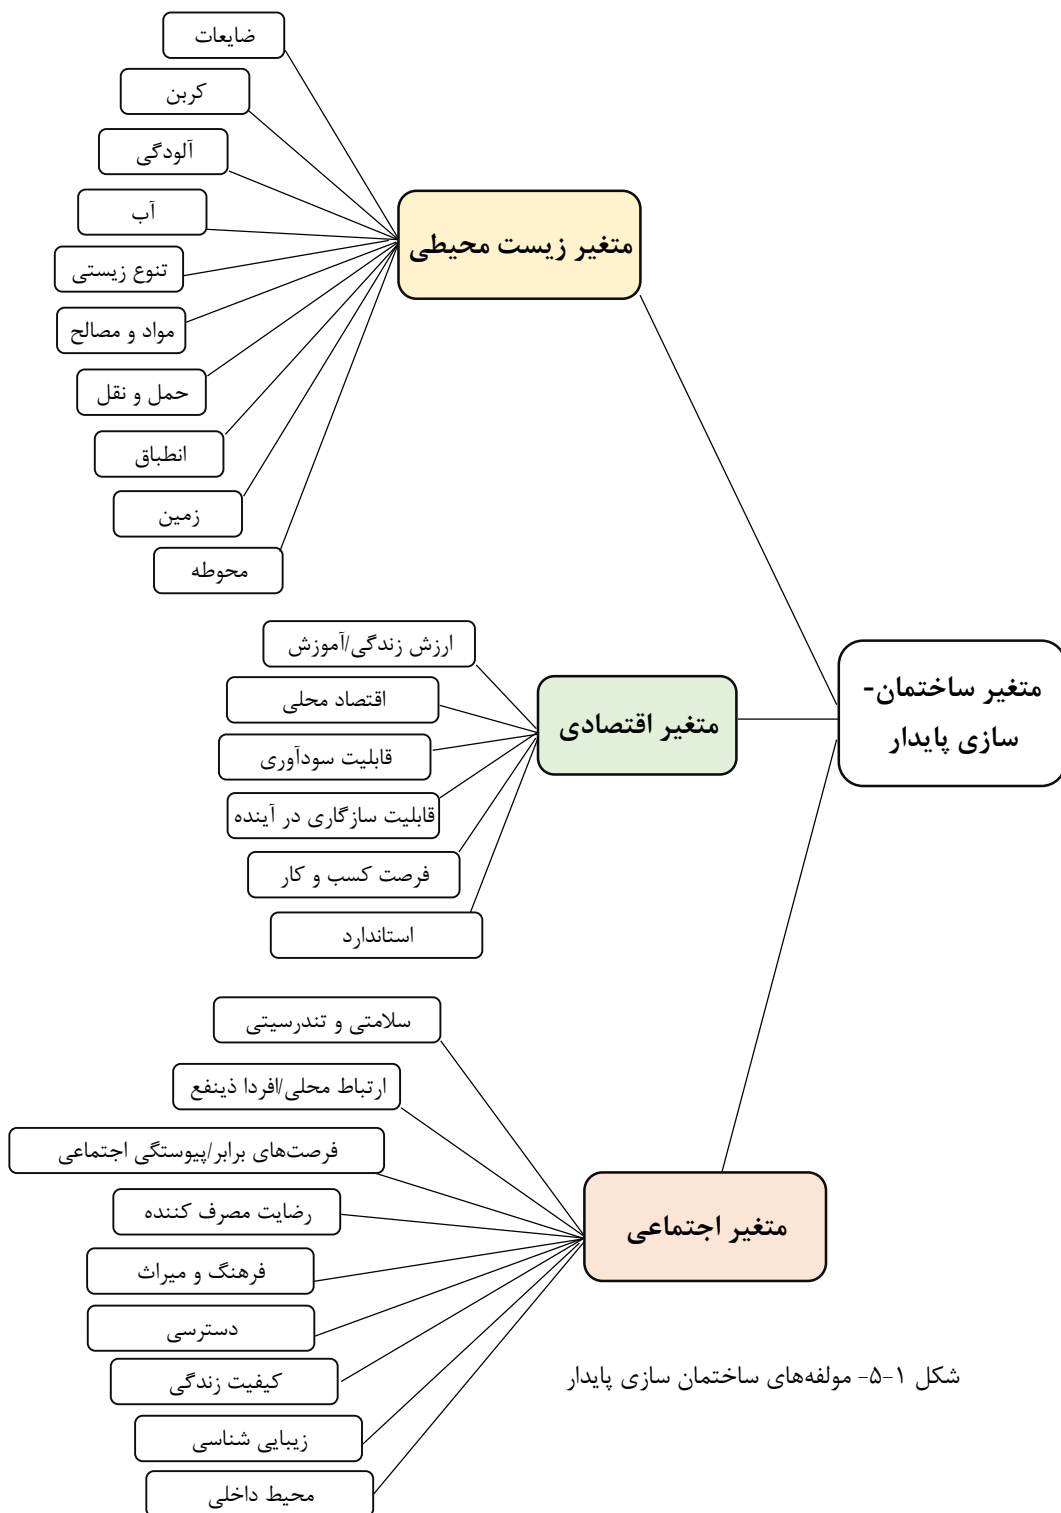 ضایعات
کربن
آلودگی
آب
تنوع زیستی
مواد و مصالح
حمل و نقل
انطباق
زمین
محوطه
متغیر زیست محیطی
ارزش زندگی/آموزش
اقتصاد محلی
قابلیت سودآوری
قابلیت سازگاری در آینده
فرصت کسب و کار
استاندارد
متغیر اقتصادی
متغیر ساختمان-
سازی پایدار
سلامتی و تندرسیتی
ارتباط محلی/افردا ذینفع
فرصت‌های برابر/پیوستگی اجتماعی
رضایت مصرف کننده
فرهنگ و میراث
دسترسی
کیفیت زندگی
زیبایی شناسی
محیط داخلی
متغیر اجتماعی
شکل ۱-۵- مولفه‌های ساختمان سازی پایدار